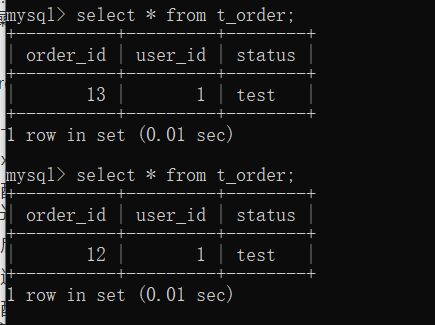 mysql> select * from t_order;
+----------+---------+--------+
| order_id | user_id | status |
+----------+---------+--------+
|       13 |       1 | test   |
+----------+---------+--------+
1 row in set (0.01 sec)
mysql> select * from t_order;
+----------+---------+--------+
| order_id | user_id | status |
+----------+---------+--------+
|       12 |       1 | test   |
+----------+---------+--------+
1 row in set (0.01 sec)